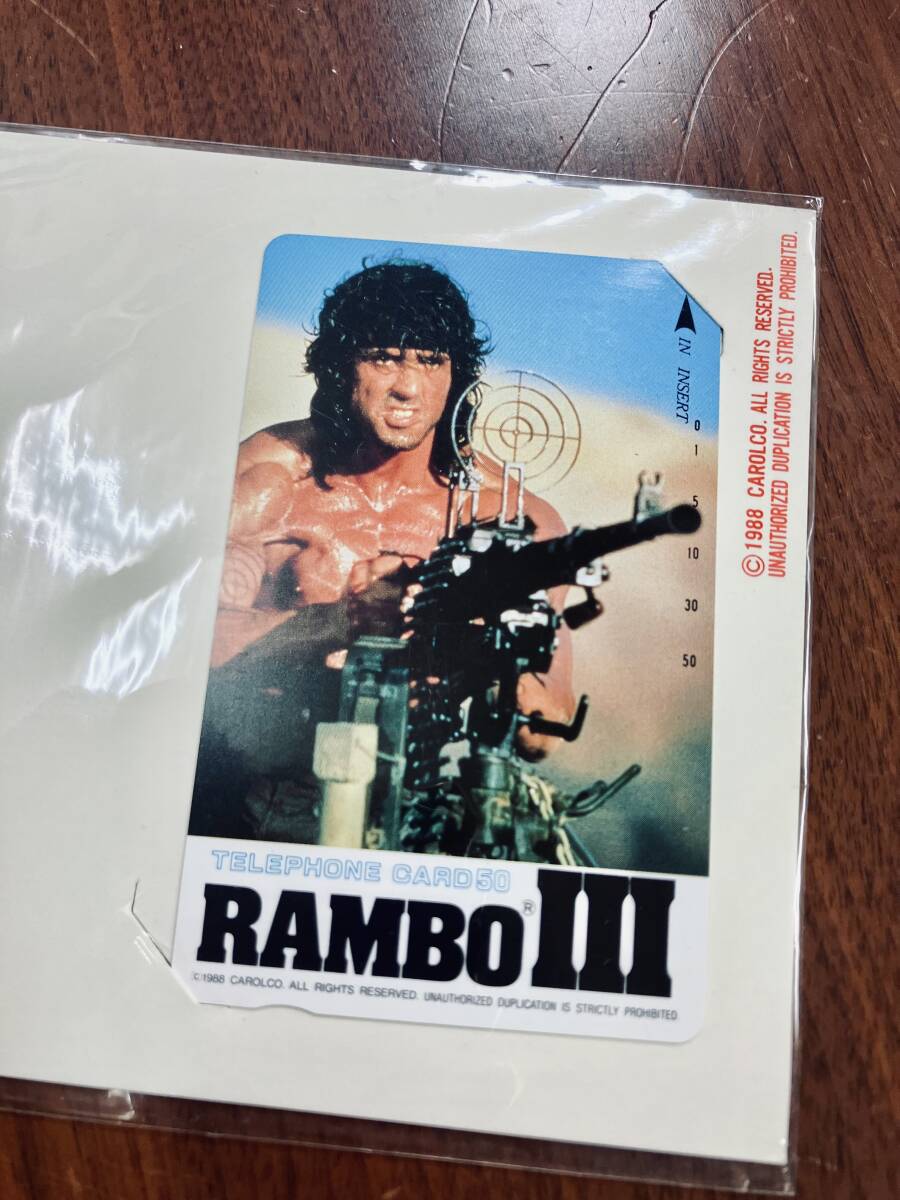 ©1988 CAROLCO. ALL RIGHTS RESERVED.
UNAUTHORIZED DUPLICATION IS STRICTLY PROHIBITED.
IN INSERT
0
1
5
10
30
50
TELEPHONE CARD 50
RAMBO® III
©1988 CAROLCO. ALL RIGHTS RESERVED. UNAUTHORIZED DUPLICATION IS STRICTLY PROHIBITED